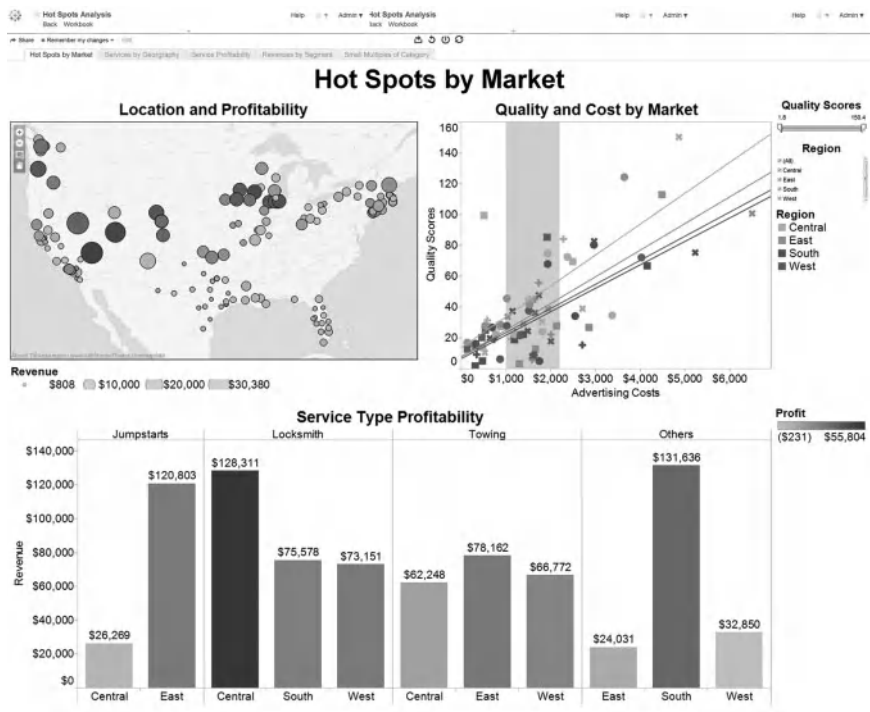 Hot Spots Analysis Help Admin Hot Spots Analysis Help Admin Help Admin
Back Workbook Back Workbook
Share Remember my changes
Hot Spots by Market Services by Geography Service Profitability Revenues by Segment Small Multiples of Category
Hot Spots by Market
Location and Profitability
Revenue
$808 $10,000 $20,000 $30,380
Quality and Cost by Market
Quality Scores
160
140
120
100
80
60
40
20
0
$0 $1,000 $2,000 $3,000 $4,000 $5,000 $6,000
Advertising Costs
Quality Scores
1.8 159.4
Region
(All)
Central
East
South
West
Region
Central
East
South
West
Service Type Profitability
Jumpstarts Locksmith Towing Others
Revenue
$140,000
$120,000
$100,000
$80,000
$60,000
$40,000
$20,000
$0
$26,269 $120,803 $128,311 $75,578 $73,151 $62,248 $78,162 $66,772 $24,031 $131,636 $32,850
Central East Central South West Central East West East South West
Profit
($231) $55,804